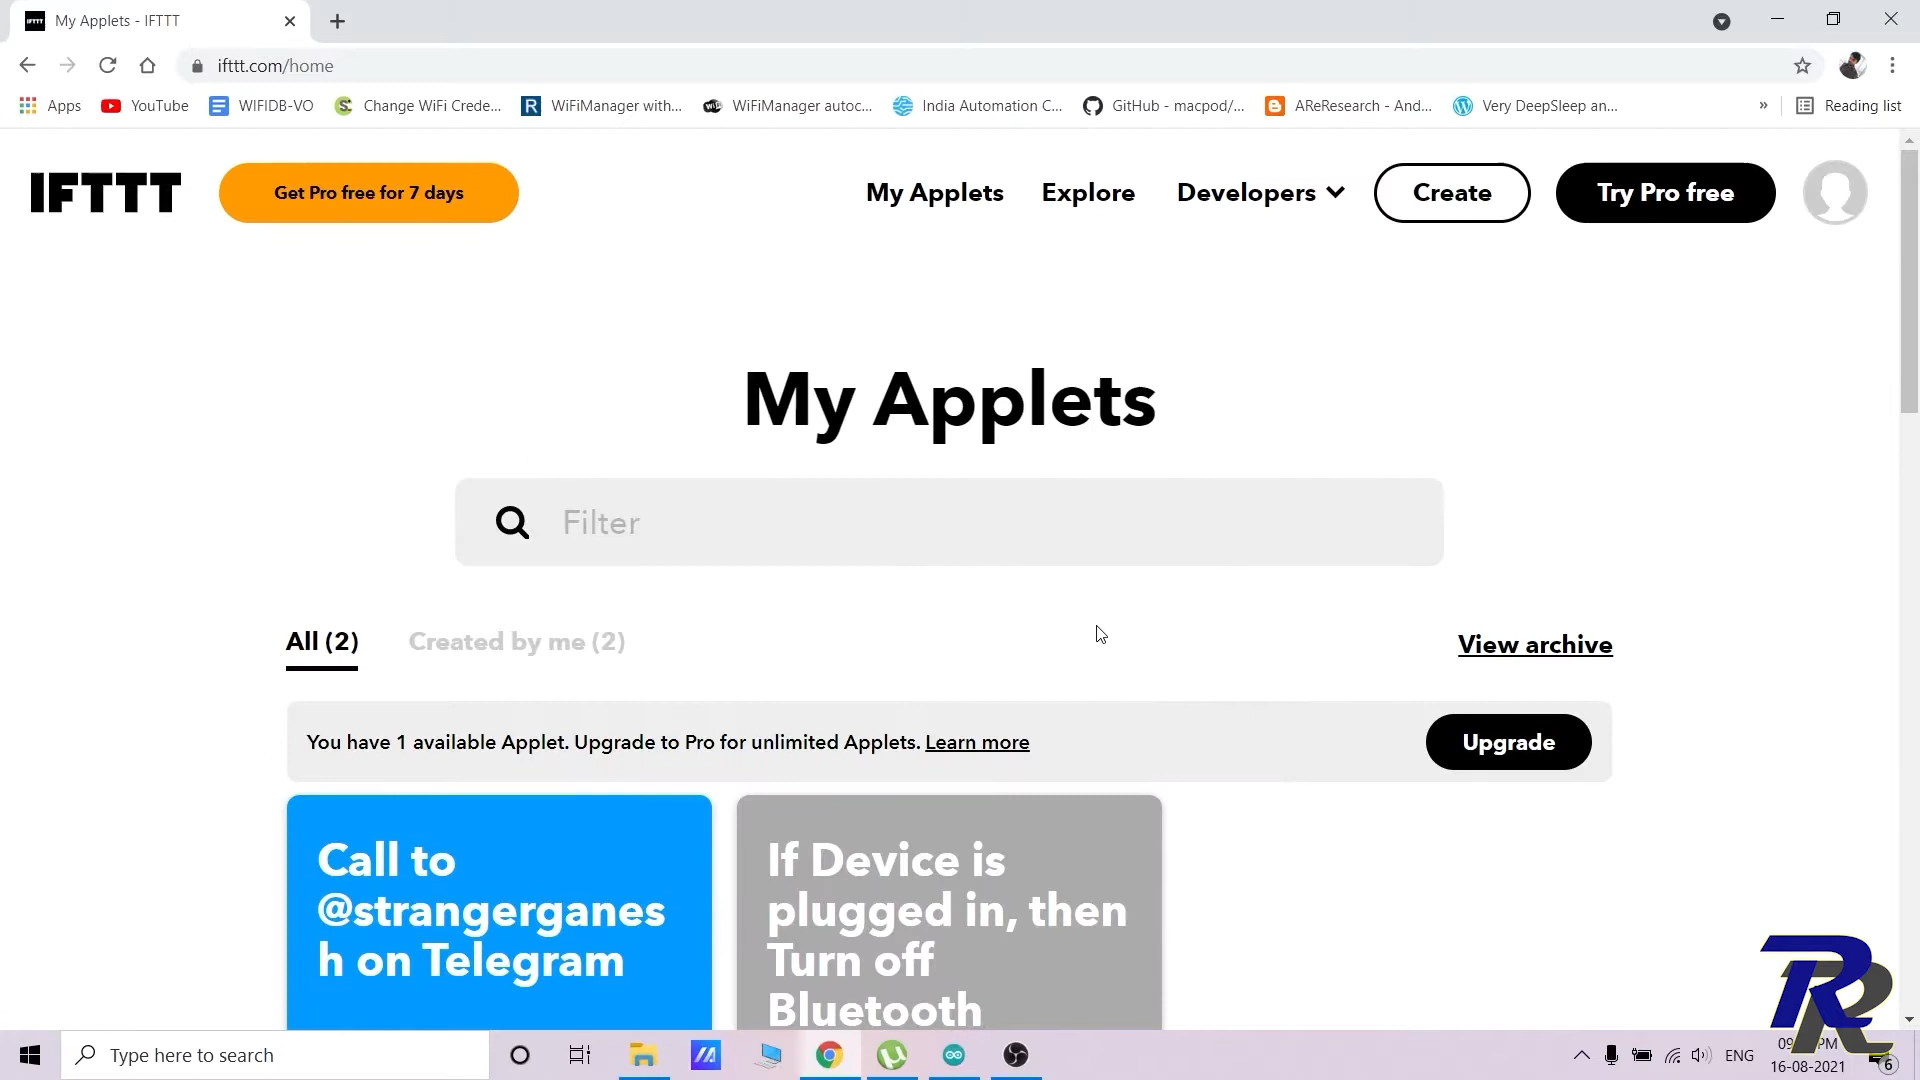 My Applets - IFTTT
ifttt.com/home
Apps YouTube WIFIDB-VO Change WiFi Crede... WiFiManager with... WiFiManager autoc... India Automation C... GitHub - macpod/... AReResearch - And... Very DeepSleep an... » Reading list
IFTTT Get Pro free for 7 days My Applets Explore Developers Create Try Pro free
My Applets
Filter
All (2) Created by me (2) View archive
You have 1 available Applet. Upgrade to Pro for unlimited Applets. Learn more Upgrade
Call to
@strangerganes
h on Telegram
If Device is
plugged in, then
Turn off
Bluetooth
RR
Type here to search
ENG
16-08-2021
6